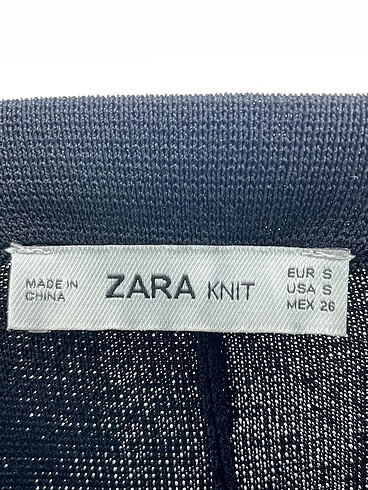 MADE IN
CHINA
ZARA KNIT
EUR S
USA S
MEX 26